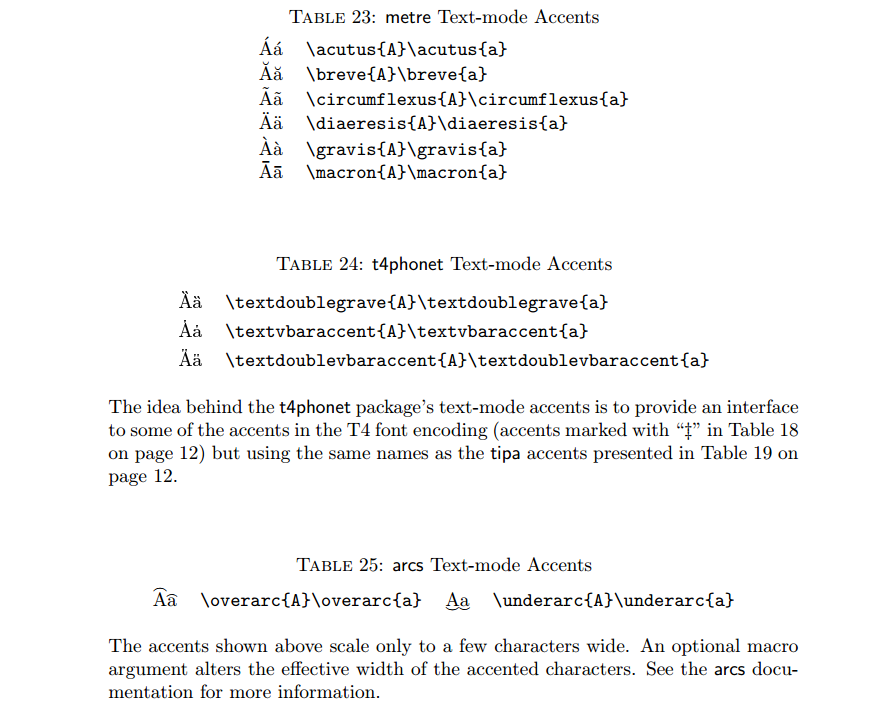 TABLE 23: metre Text-mode Accents
Áá \acutus{A}\acutus{a}
Ăă \breve{A}\breve{a}
Ãã \circumflexus{A}\circumflexus{a}
Ää \diaeresis{A}\diaeresis{a}
Àà \gravis{A}\gravis{a}
Āā \macron{A}\macron{a}
TABLE 24: t4phonet Text-mode Accents
Ȁȁ \textdoublegrave{A}\textdoublegrave{a}
A̍a̍ \textvbaraccent{A}\textvbaraccent{a}
A̎a̎ \textdoublevbaraccent{A}\textdoublevbaraccent{a}
The idea behind the t4phonet package’s text-mode accents is to provide an interface
to some of the accents in the T4 font encoding (accents marked with “‡” in Table 18
on page 12) but using the same names as the tipa accents presented in Table 19 on
page 12.
TABLE 25: arcs Text-mode Accents
Ȃȃ \overarc{A}\overarc{a} A̮a̮ \underarc{A}\underarc{a}
The accents shown above scale only to a few characters wide. An optional macro
argument alters the effective width of the accented characters. See the arcs docu-
mentation for more information.